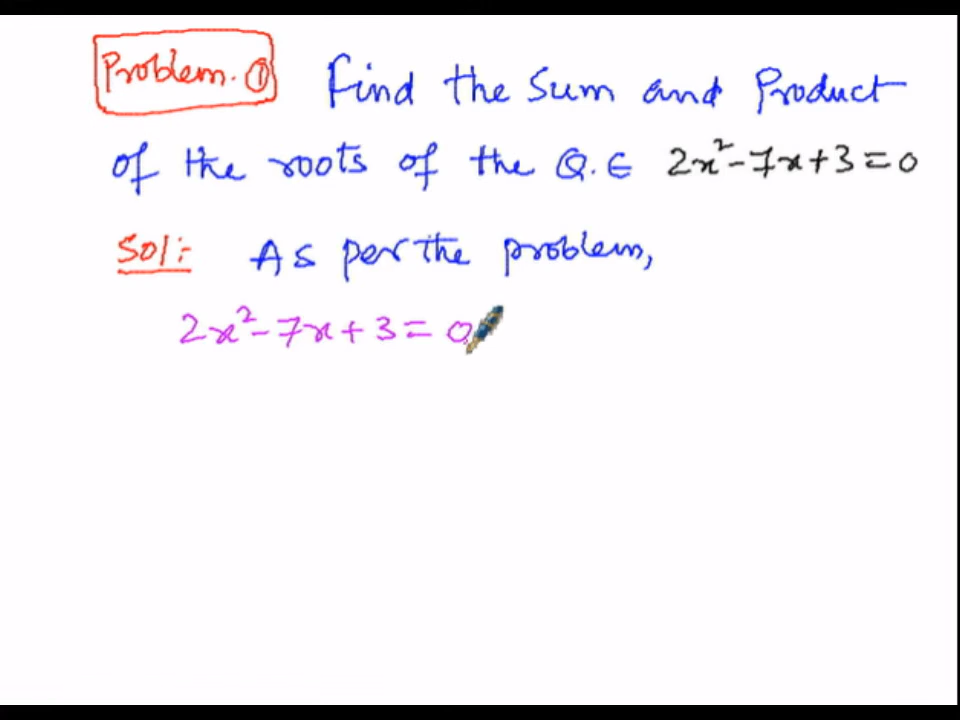 Problem. ① Find the Sum and Product
of the roots of the Q.E 2x²-7x+3=0
Sol: As per the problem,
2x²-7x+3=0